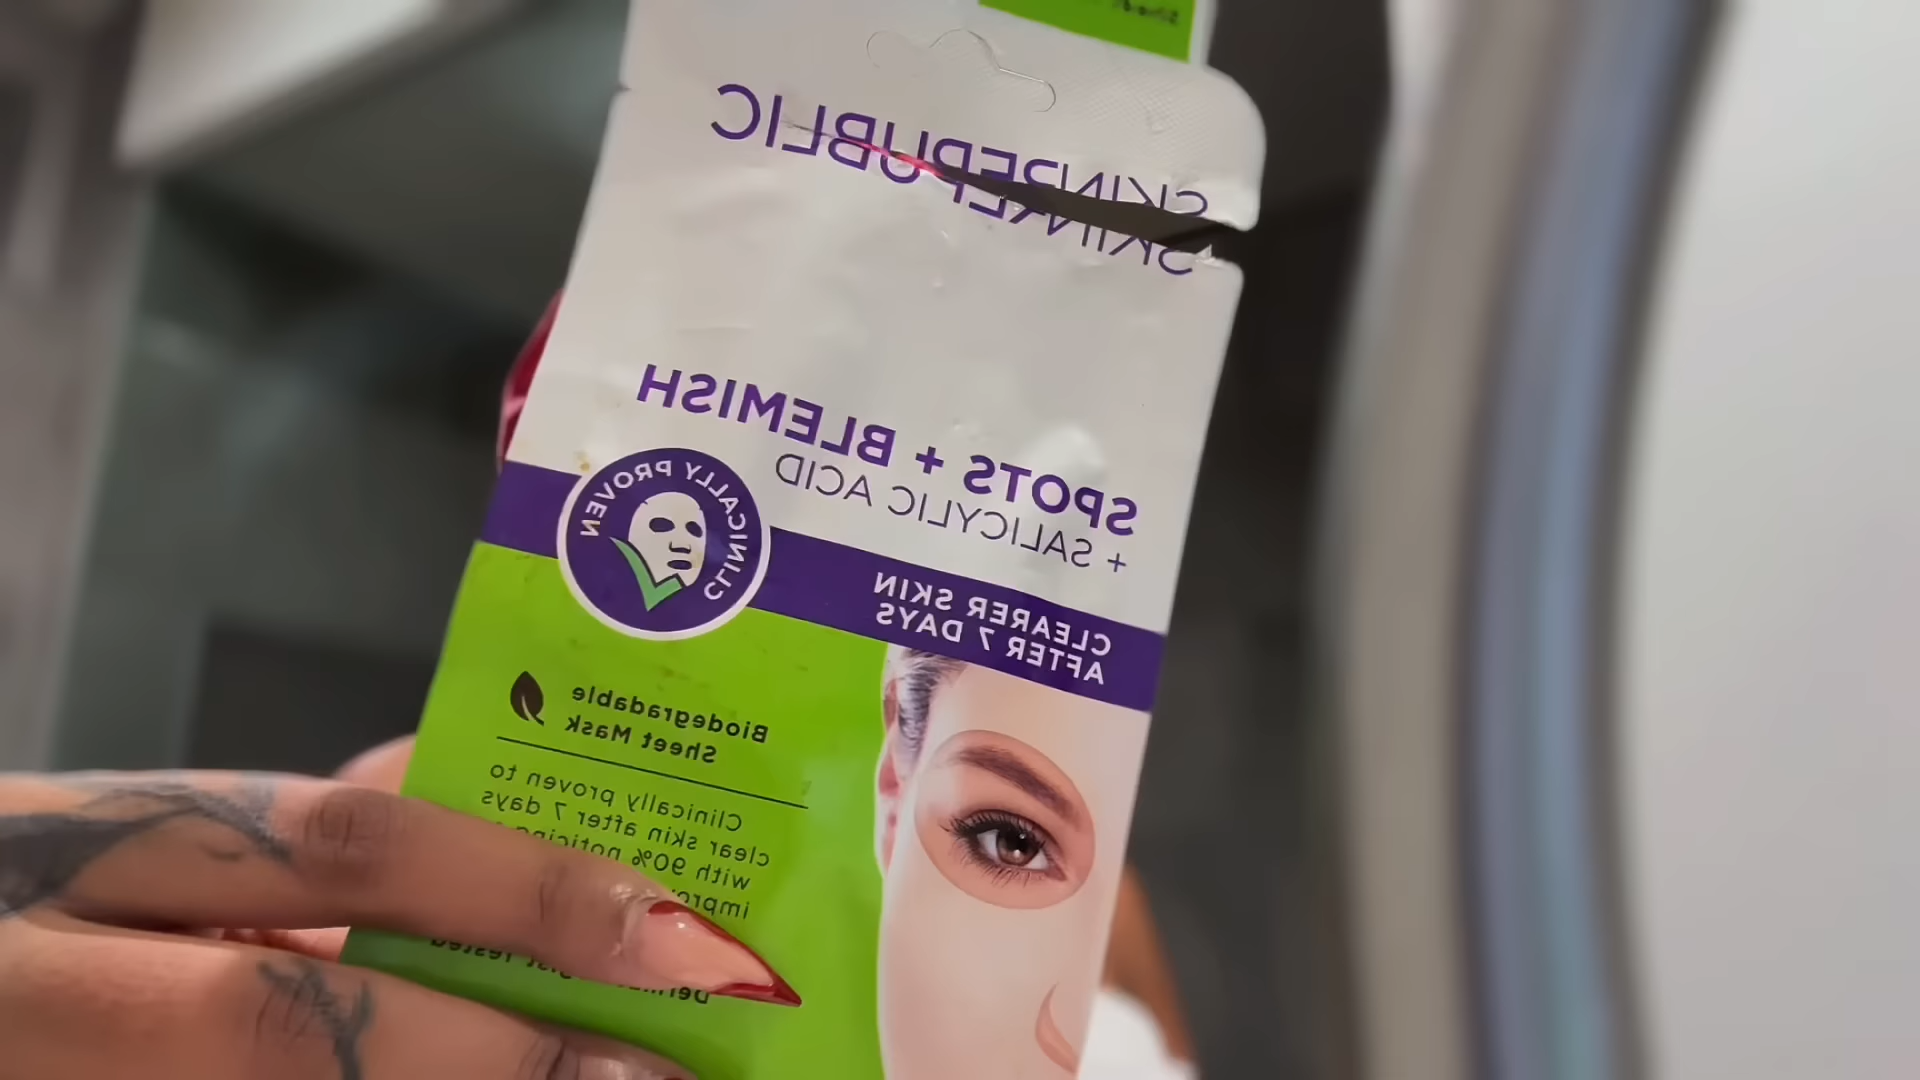 SKINREPUBLIC
SPOTS + BLEMISH
+ SALICYLIC ACID
CLINICALLY PROVEN
CLEARER SKIN
AFTER 7 DAYS
Biodegradable
Sheet Mask
Clinically proven to
clear skin after 7 days
with 90% noticing